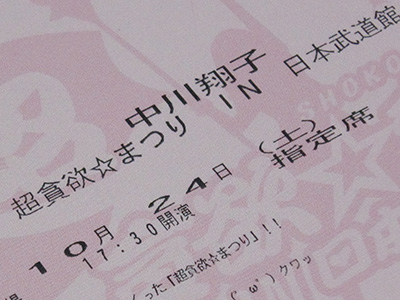 中川翔子
超貪欲☆まつり IN 日本武道館
10月 24日 (土)
17:30開演 指定席
った「超貪欲☆まつり」!!
(`ω´) クワッ
SHOKO